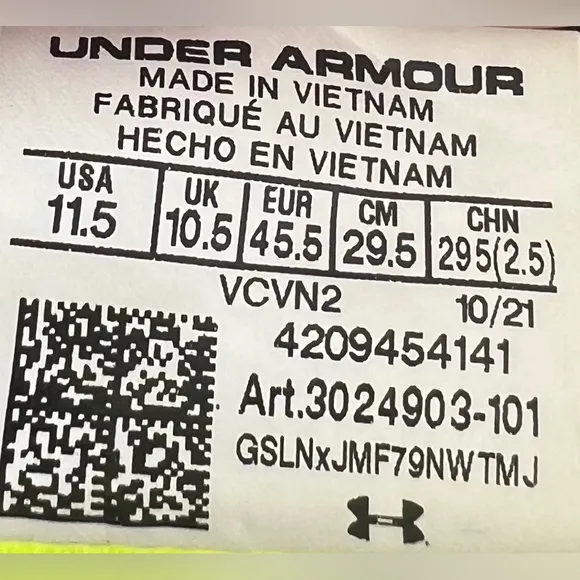 UNDER ARMOUR
MADE IN VIETNAM
FABRIQUÉ AU VIETNAM
HECHO EN VIETNAM
USA UK EUR CM CHN
11.5 10.5 45.5 29.5 295(2.5)
VCVN2 10/21
4209454141
Art.3024903-101
GSLNxJMF79NWTMJ